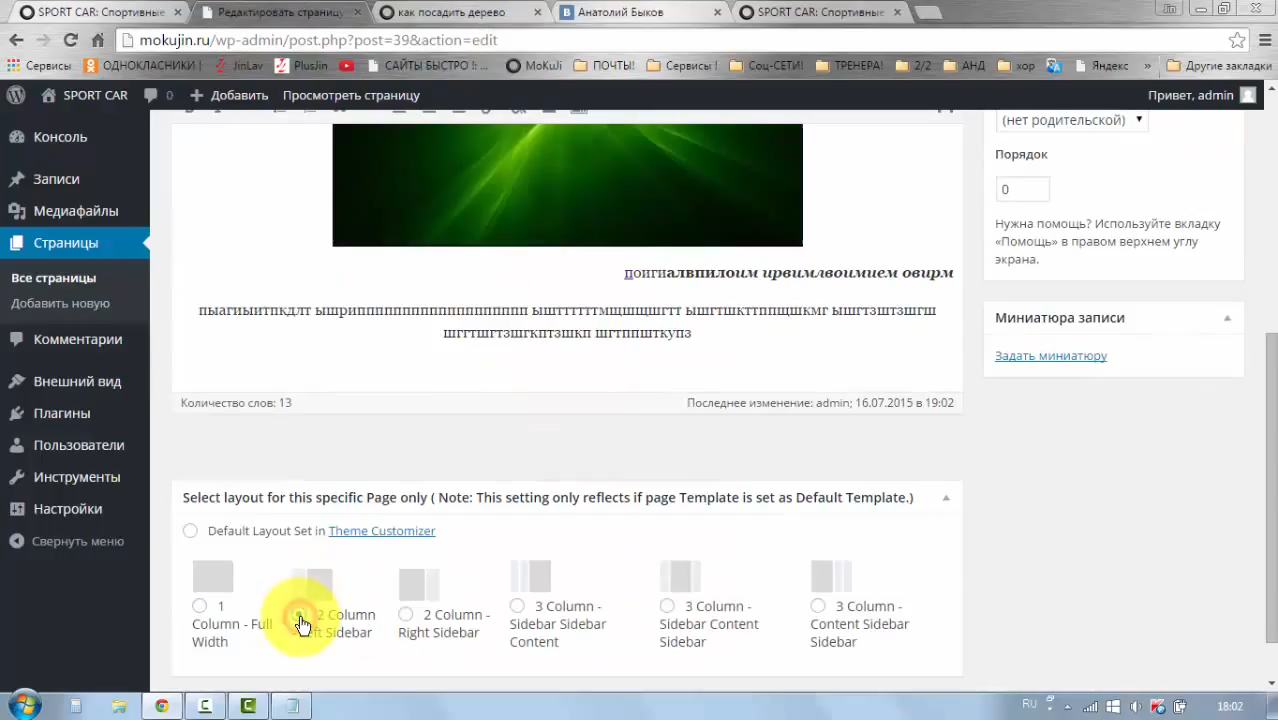 SPORT CAR: Спортивные
Редактировать страницу
как посадить дерево
Анатолий Быков
SPORT CAR: Спортивные
mokujin.ru/wp-admin/post.php?post=39&action=edit
Сервисы
ОДНОКЛАСНИКИ
JinLav
PlusJin
САЙТЫ БЫСТРО !:...
MoKuJi
ПОЧТЫ!
Сервисы !
Соц-СЕТИ!
ТРЕНЕРА!
2/2
АНД
хор
Яндекс
»
Другие закладки
SPORT CAR
0
Добавить
Просмотреть страницу
Привет, admin
Консоль
Записи
Медиафайлы
Страницы
Все страницы
Добавить новую
Комментарии
Внешний вид
Плагины
Пользователи
Инструменты
Настройки
Свернуть меню
поигиалвпилоим ирвимлвоимием овирм
Количество слов: 13
Последнее изменение: admin; 16.07.2015 в 19:02
(нет родительской)
Порядок
0
Нужна помощь? Используйте вкладку
«Помощь» в правом верхнем углу
экрана.
Миниатюра записи
Задать миниатюру
Select layout for this specific Page only ( Note: This setting only reflects if page Template is set as Default Template.)
Default Layout Set in Theme Customizer
1
Column - Full
Width
2 Column
Left Sidebar
2 Column -
Right Sidebar
3 Column -
Sidebar Sidebar
Content
3 Column -
Sidebar Content
Sidebar
3 Column -
Content Sidebar
Sidebar
RU
18:02